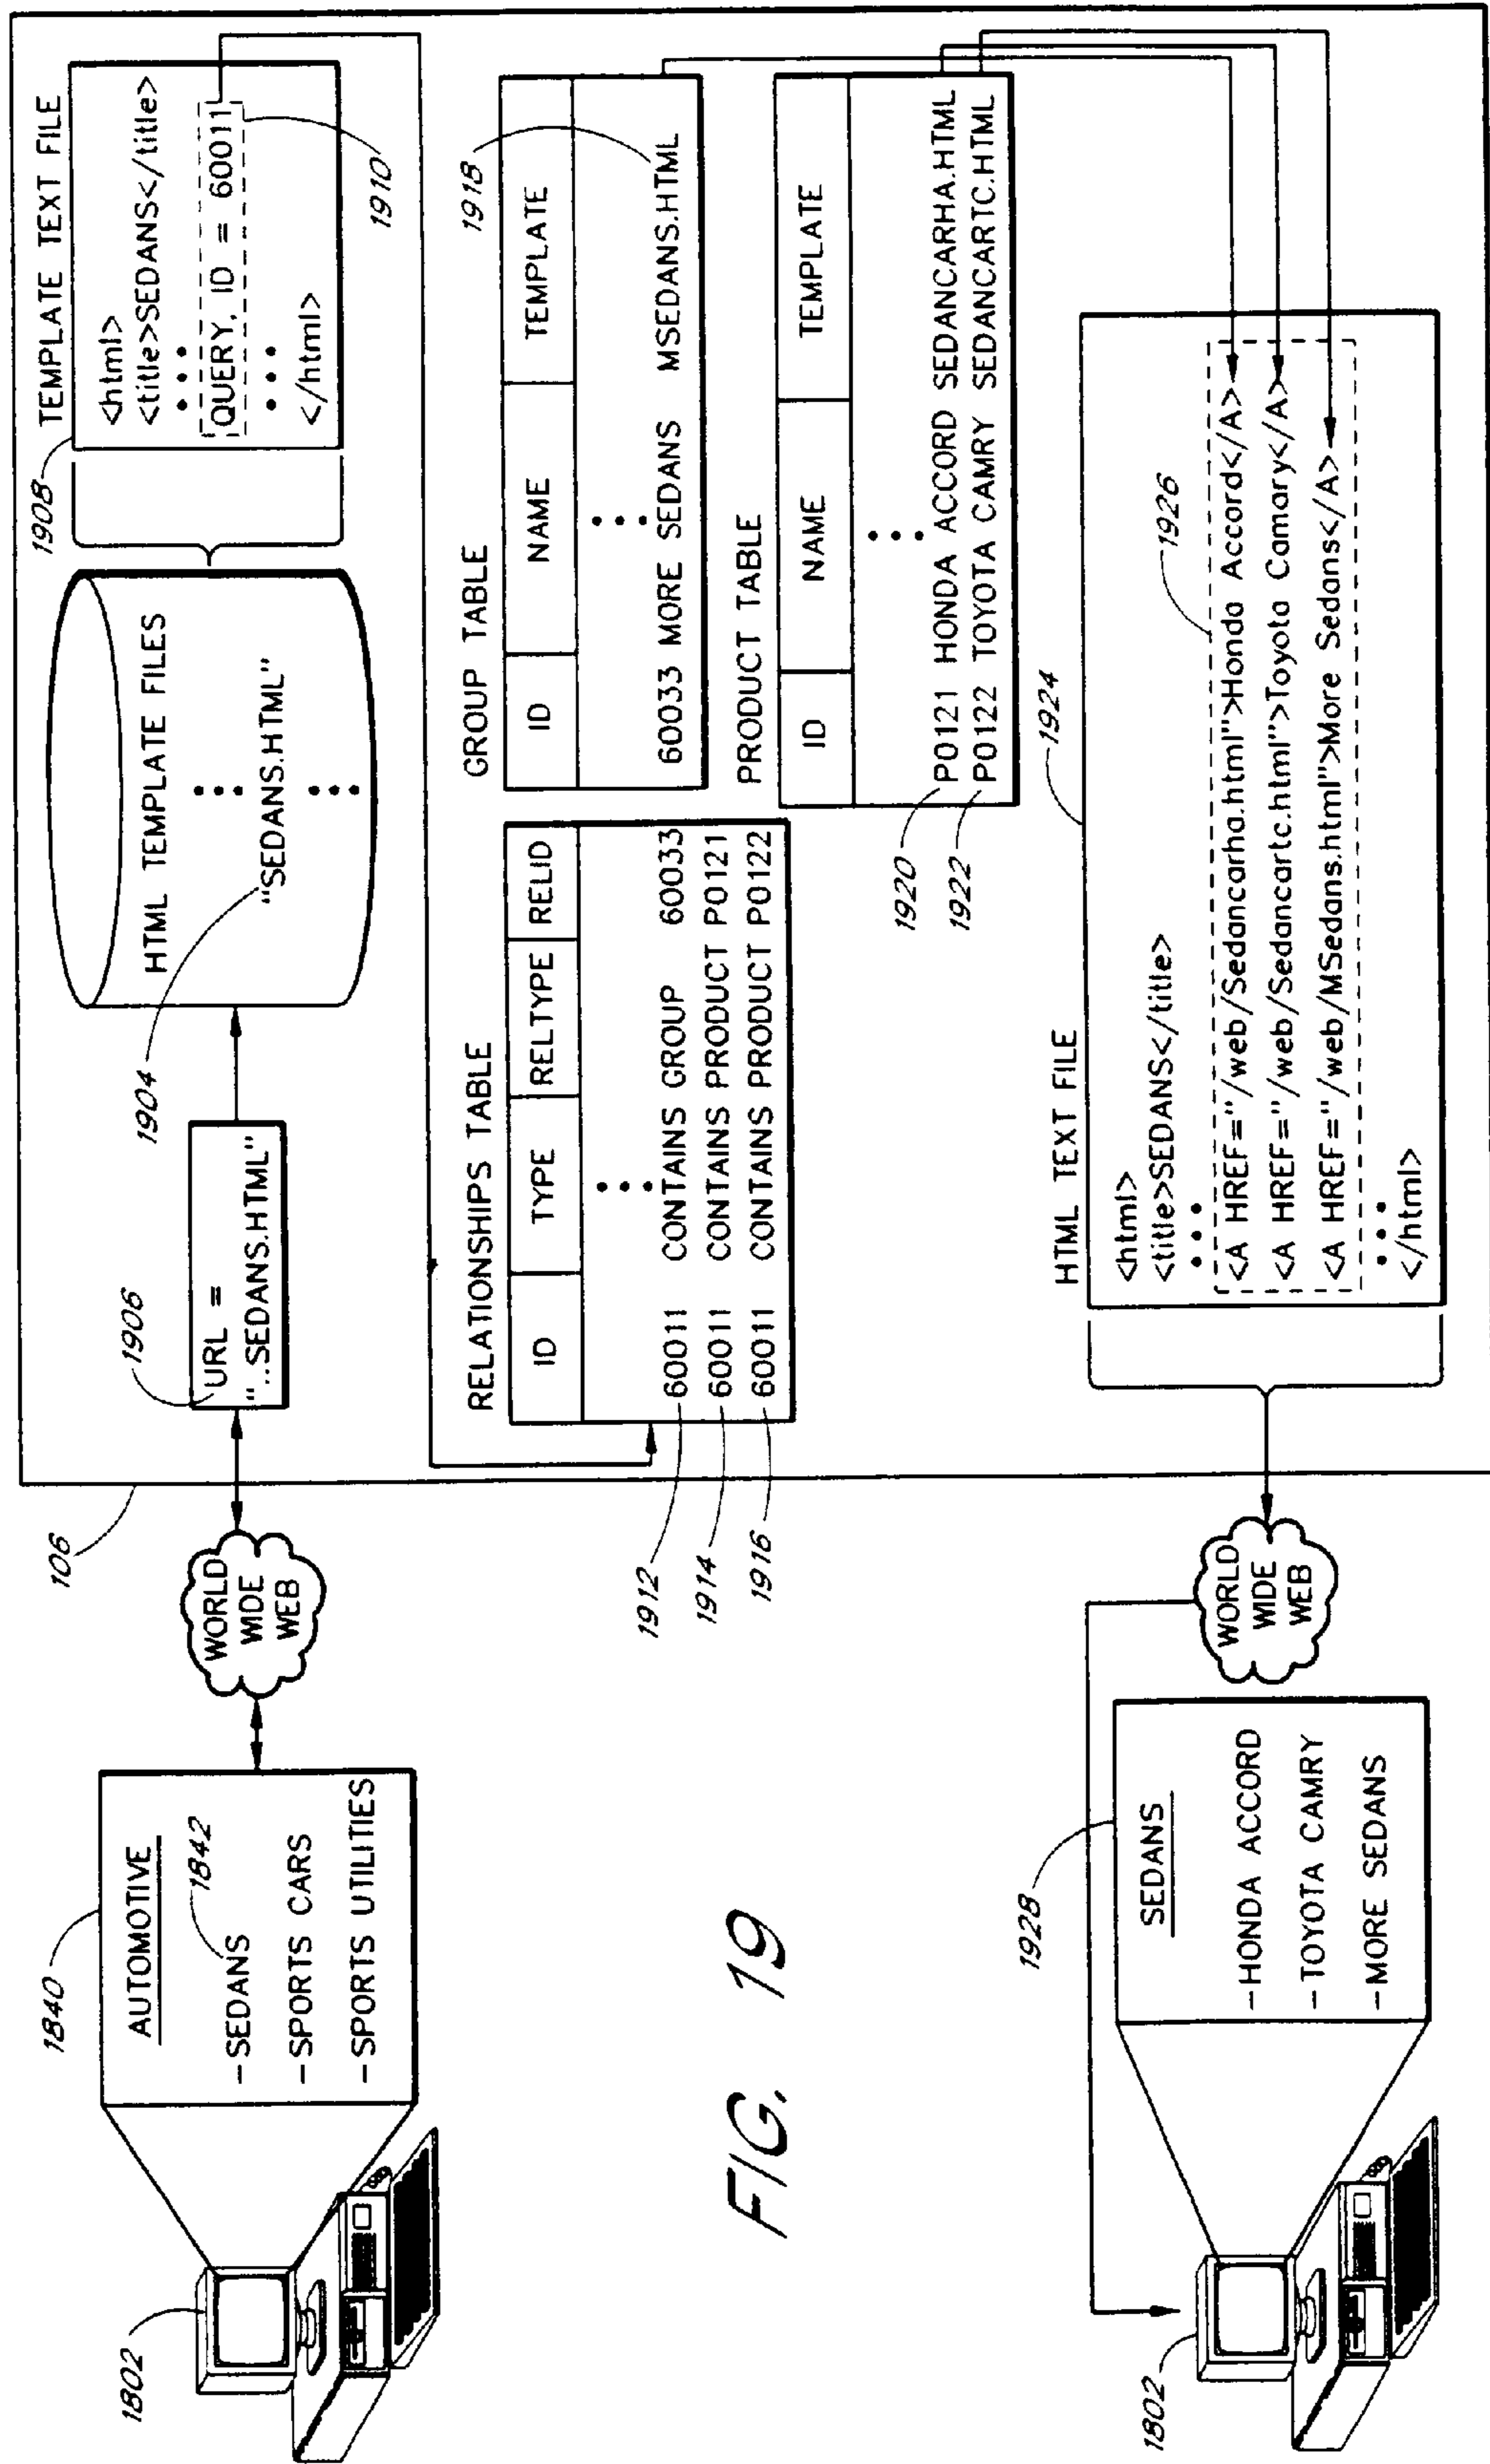 1802
1840
AUTOMOTIVE
-SEDANS
1842
-SPORTS CARS
-SPORTS UTILITIES
WORLD
WIDE
WEB
106
1906
URL =
"..SEDANS.HTML"
1904
HTML TEMPLATE FILES
"SEDANS.HTML"
1908
TEMPLATE TEXT FILE
<html>
<title>SEDANS</title>
QUERY, ID = 60011
</html>
1910
RELATIONSHIPS TABLE
ID TYPE RELTYPE RELID
60011 CONTAINS GROUP 60033
60011 CONTAINS PRODUCT P0121
60011 CONTAINS PRODUCT P0122
1912
1914
1916
GROUP TABLE
1918
ID NAME TEMPLATE
60033 MORE SEDANS MSEDANS.HTML
PRODUCT TABLE
ID NAME TEMPLATE
P0121 HONDA ACCORD SEDANCARHA.HTML
P0122 TOYOTA CAMRY SEDANCARTC.HTML
1920
1922
FIG. 19
1802
1928
SEDANS
-HONDA ACCORD
-TOYOTA CAMRY
-MORE SEDANS
WORLD
WIDE
WEB
HTML TEXT FILE
1924
<html>
<title>SEDANS</title>
1926
<A HREF="/web/Sedancarha.html">Honda Accord</A>
<A HREF="/web/Sedancartc.html">Toyota Camary</A>
<A HREF="/web/MSedans.html">More Sedans</A>
</html>